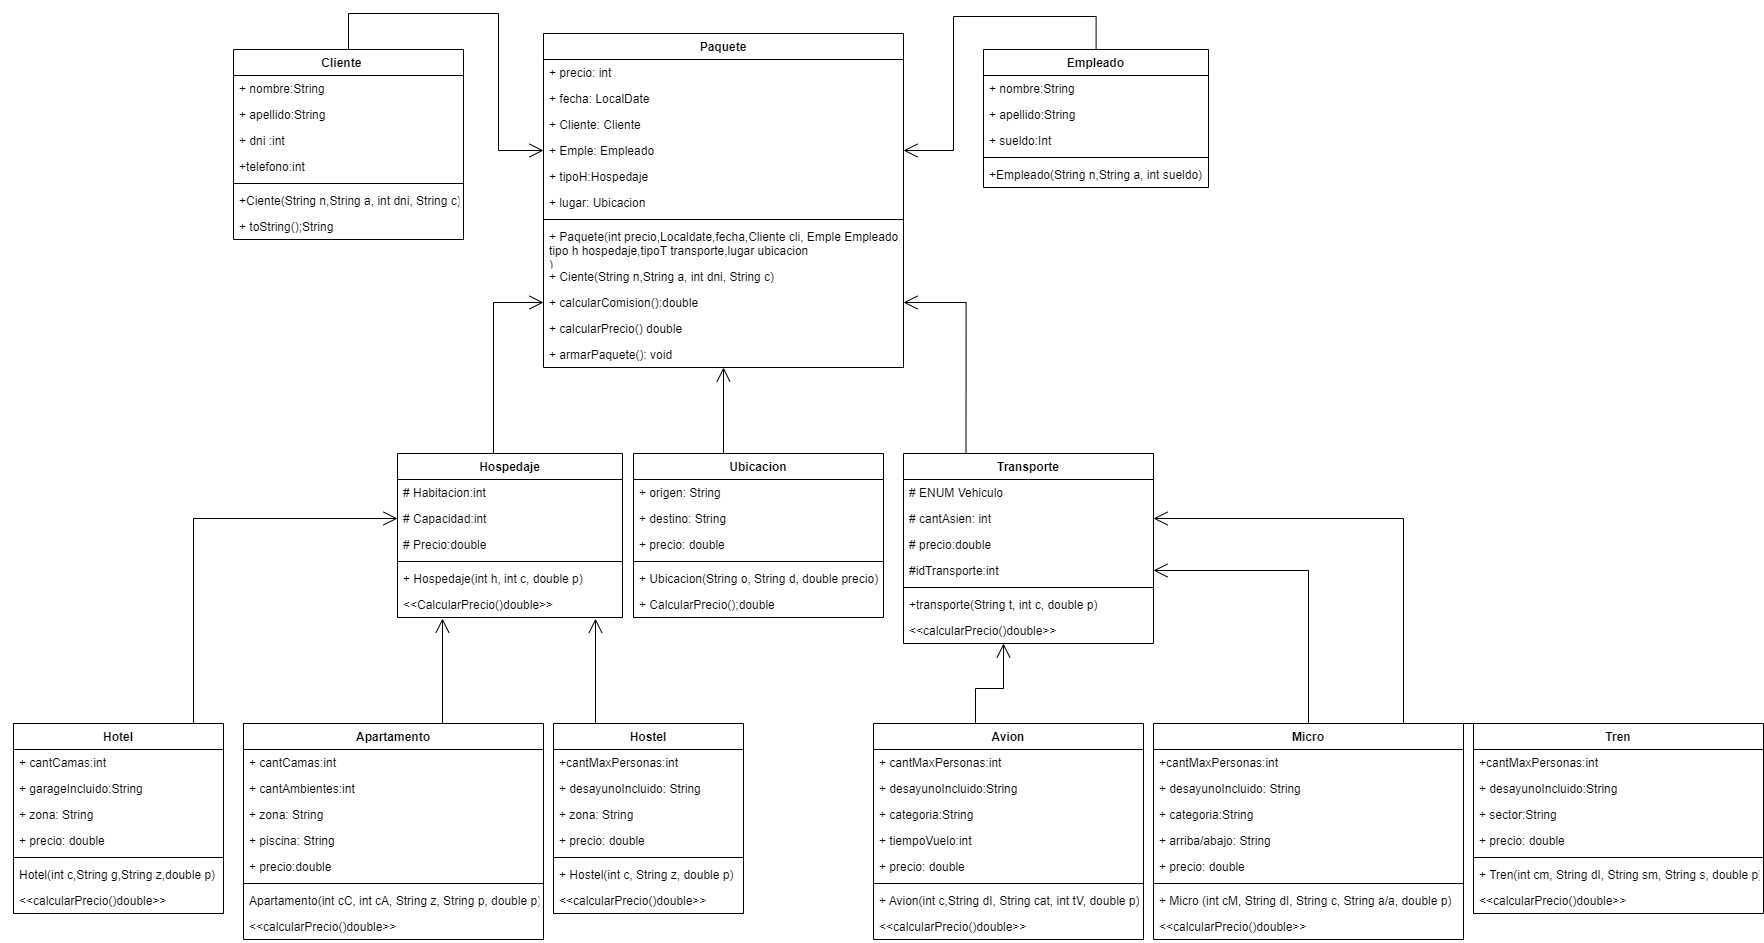 Cliente
+ nombre:String
+ apellido:String
+ dni :int
+telefono:int
+Ciente(String n,String a, int dni, String c)
+ toString();String
Paquete
+ precio: int
+ fecha: LocalDate
+ Cliente: Cliente
+ Emple: Empleado
+ tipoH:Hospedaje
+ lugar: Ubicacion
+ Paquete(int precio,Localdate,fecha,Cliente cli, Emple Empleado,
tipo h hospedaje,tipoT transporte,lugar ubicacion
)
+ Ciente(String n,String a, int dni, String c)
+ calcularComision():double
+ calcularPrecio() double
+ armarPaquete(): void
Empleado
+ nombre:String
+ apellido:String
+ sueldo:Int
+Empleado(String n,String a, int sueldo)
Hospedaje
# Habitacion:int
# Capacidad:int
# Precio:double
+ Hospedaje(int h, int c, double p)
<<CalcularPrecio()double>>
Ubicacion
+ origen: String
+ destino: String
+ precio: double
+ Ubicacion(String o, String d, double precio)
+ CalcularPrecio();double
Transporte
# ENUM Vehiculo
# cantAsien: int
# precio:double
#idTransporte:int
+transporte(String t, int c, double p)
<<calcularPrecio()double>>
Hotel
+ cantCamas:int
+ garageIncluido:String
+ zona: String
+ precio: double
Hotel(int c,String g,String z,double p)
<<calcularPrecio()double>>
Apartamento
+ cantCamas:int
+ cantAmbientes:int
+ zona: String
+ piscina: String
+ precio:double
Apartamento(int cC, int cA, String z, String p, double p)
<<calcularPrecio()double>>
Hostel
+cantMaxPersonas:int
+ desayunoIncluido: String
+ zona: String
+ precio: double
+ Hostel(int c, String z, double p)
<<calcularPrecio()double>>
Avion
+ cantMaxPersonas:int
+ desayunoIncluido:String
+ categoria:String
+ tiempoVuelo:int
+ precio: double
+ Avion(int c,String dI, String cat, int tV, double p)
<<calcularPrecio()double>>
Micro
+cantMaxPersonas:int
+ desayunoIncluido: String
+ categoria:String
+ arriba/abajo: String
+ precio: double
+ Micro (int cM, String dI, String c, String a/a, double p)
<<calcularPrecio()double>>
Tren
+cantMaxPersonas:int
+ desayunoIncluido:String
+ sector:String
+ precio: double
+ Tren(int cm, String dI, String sm, String s, double p
<<calcularPrecio()double>>